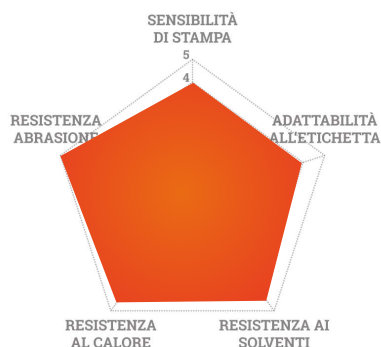 SENSIBILITÀ
DI STAMPA
5
4
RESISTENZA
ABRASIONE
ADATTABILITÀ
ALL'ETICHETTA
RESISTENZA
AL CALORE
RESISTENZA AI
SOLVENTI